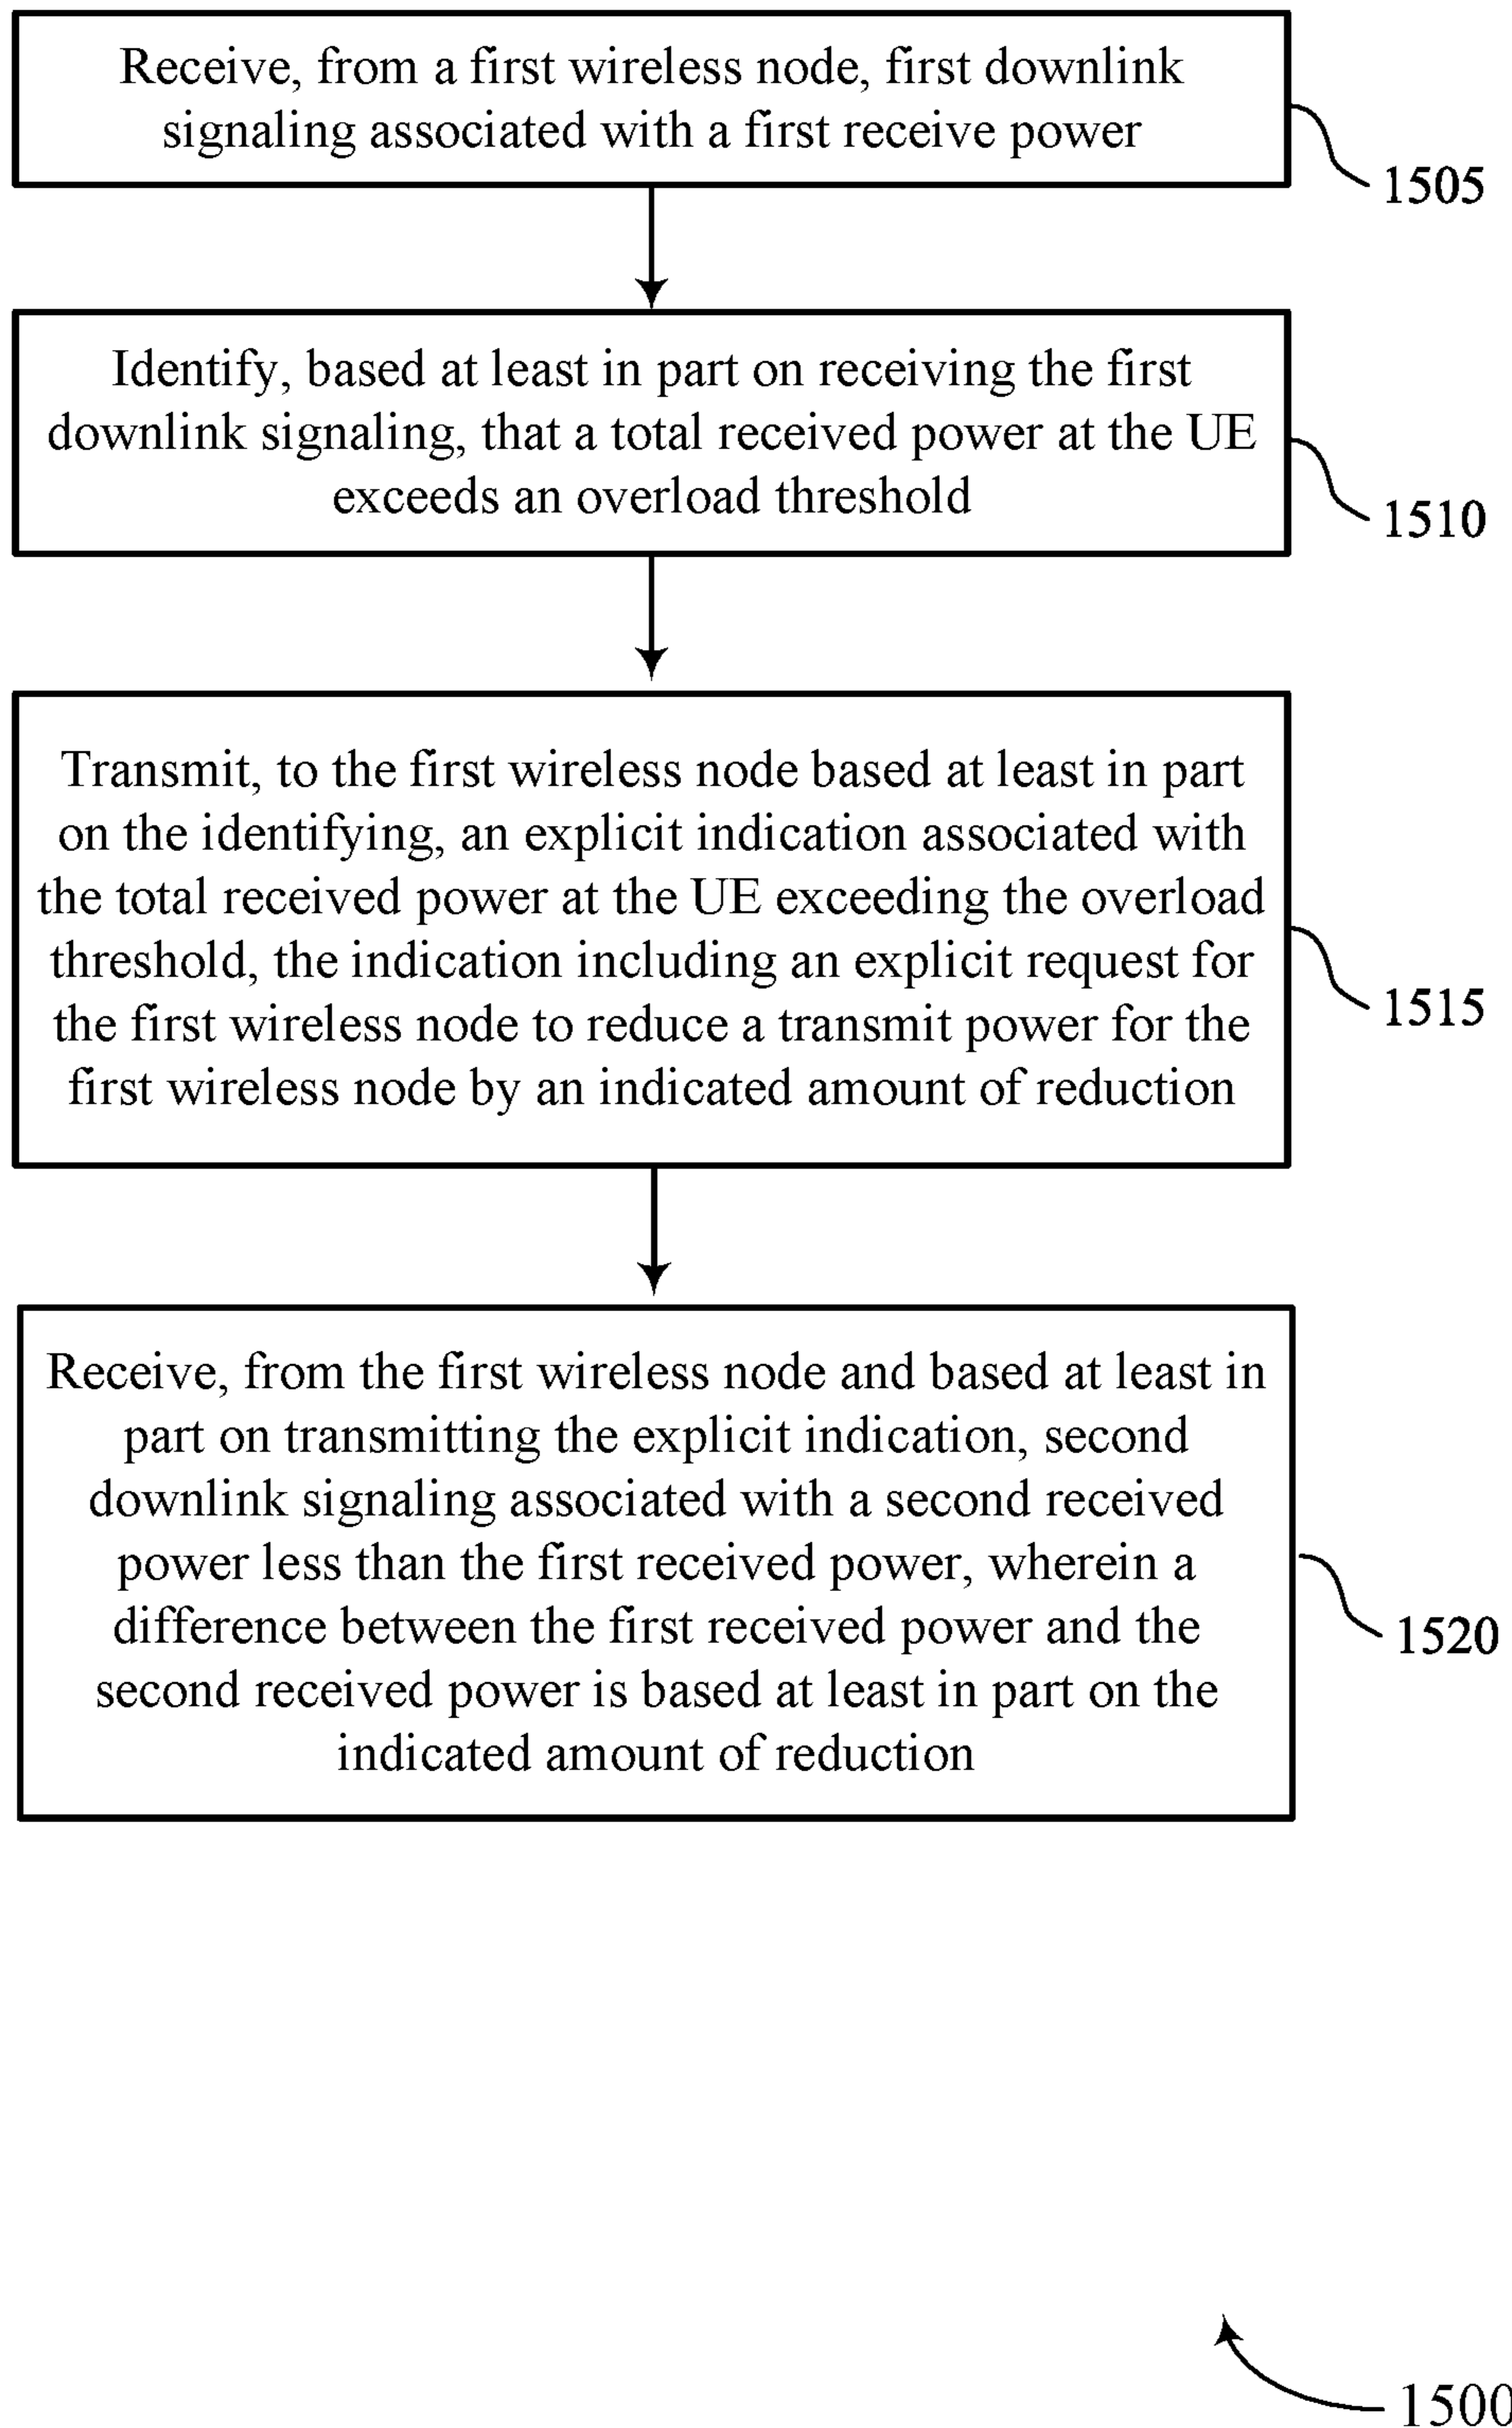 Receive, from a first wireless node, first downlink
signaling associated with a first receive power
1505
Identify, based at least in part on receiving the first
downlink signaling, that a total received power at the UE
exceeds an overload threshold
1510
Transmit, to the first wireless node based at least in part
on the identifying, an explicit indication associated with
the total received power at the UE exceeding the overload
threshold, the indication including an explicit request for
the first wireless node to reduce a transmit power for the
first wireless node by an indicated amount of reduction
1515
Receive, from the first wireless node and based at least in
part on transmitting the explicit indication, second
downlink signaling associated with a second received
power less than the first received power, wherein a
difference between the first received power and the
second received power is based at least in part on the
indicated amount of reduction
1520
1500